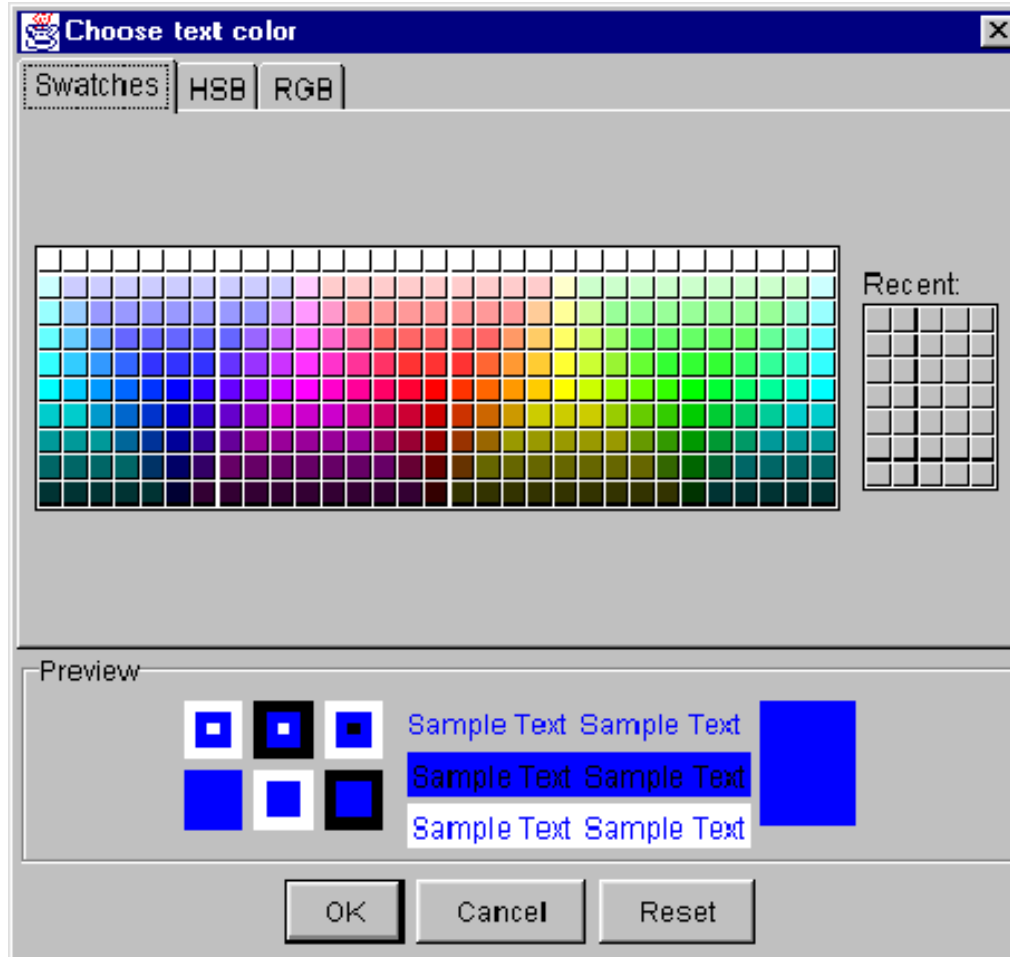 Choose text color
Swatches HSB RGB
Recent:
Preview
Sample Text Sample Text
Sample Text Sample Text
Sample Text Sample Text
OK Cancel Reset